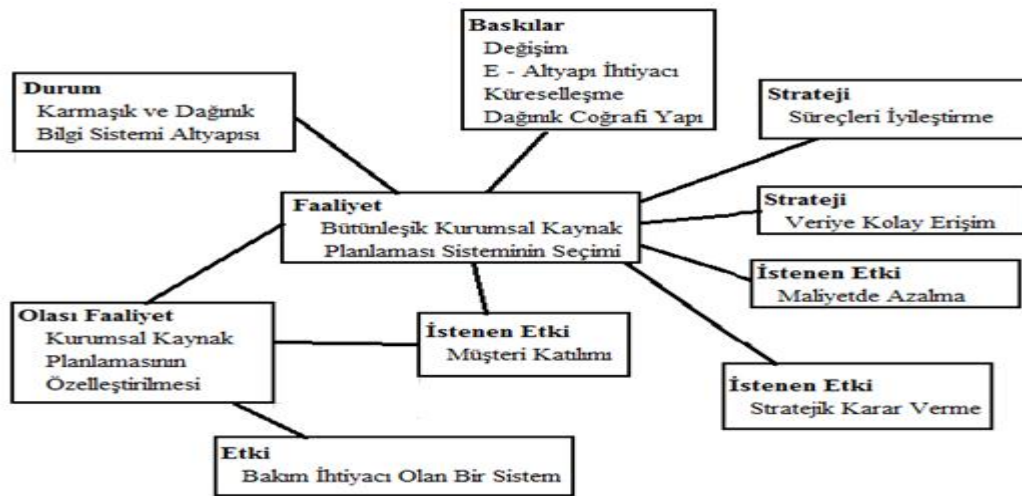 Baskılar
Değişim
E - Altyapı İhtiyacı
Küreselleşme
Dağınık Coğrafi Yapı
Durum
Karmaşık ve Dağınık
Bilgi Sistemi Altyapısı
Strateji
Süreçleri İyileştirme
Faaliyet
Bütünleşik Kurumsal Kaynak
Planlaması Sisteminin Seçimi
Strateji
Veriye Kolay Erişim
İstenen Etki
Maliyetde Azalma
Olası Faaliyet
Kurumsal Kaynak
Planlamasının
Özelleştirilmesi
İstenen Etki
Müşteri Katılımı
İstenen Etki
Stratejik Karar Verme
Etki
Bakım İhtiyacı Olan Bir Sistem